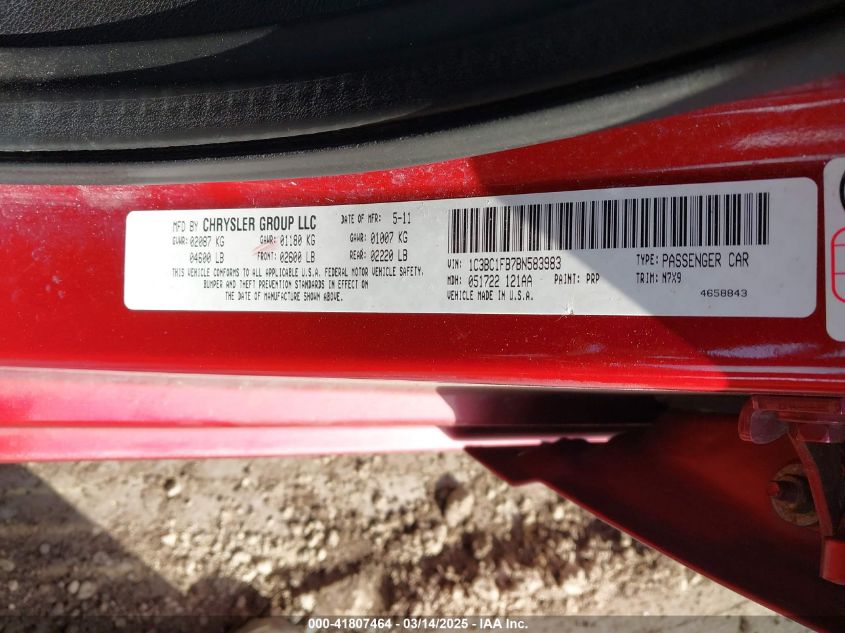 MFD BY CHRYSLER GROUP LLC DATE OF MFR: 5-11
GVWR: 02087 KG GAWR: 01180 KG GAWR: 01007 KG
04600 LB FRONT: 02600 LB REAR: 02220 LB
THIS VEHICLE CONFORMS TO ALL APPLICABLE U.S.A. FEDERAL MOTOR VEHICLE SAFETY,
BUMPER AND THEFT PREVENTION STANDARDS IN EFFECT ON
THE DATE OF MANUFACTURE SHOWN ABOVE.
VIN: 1C3BC1FB7BN583983 TYPE: PASSENGER CAR
MDH: 051722 121AA PAINT: PRP TRIM: N7X9
VEHICLE MADE IN U.S.A. 4658843
000-41807464 - 03/14/2025 - IAA Inc.